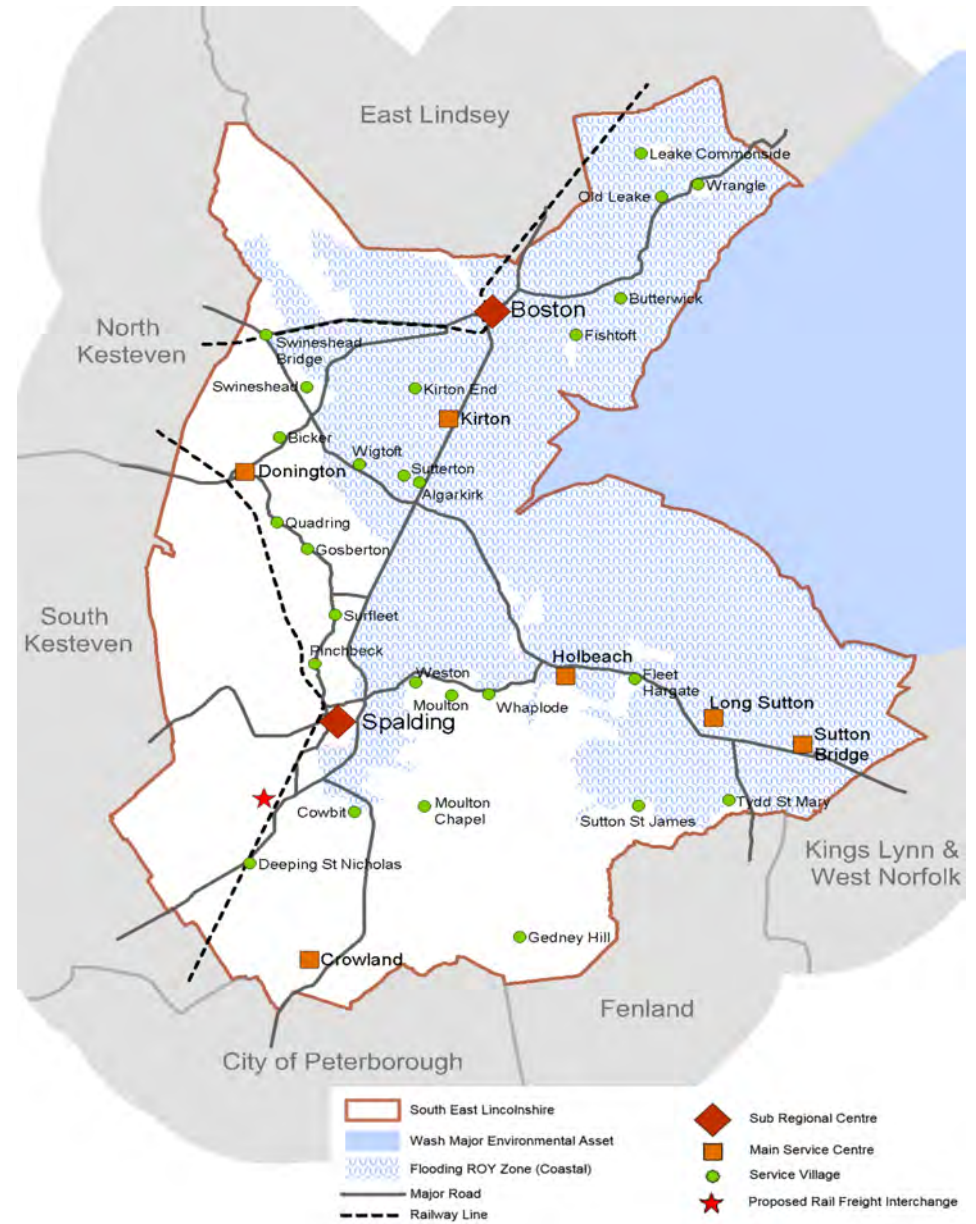 East Lindsey
Leake Commonside
Wrangle
Old Leake
Butterwick
Boston
North
Kesteven
Fishtoft
Swineshead
Bridge
Swineshead
Kirton End
Kirton
Bicker
Wigtoft
Donington
Sutterton
Algarkirk
Quadring
Gosberton
South
Kesteven
Surfleet
Pinchbeck
Holbeach
Weston
Fleet
Hargate
Moulton
Whaplode
Long Sutton
Spalding
Sutton
Bridge
Cowbit
Moulton
Chapel
Tydd St Mary
Sutton St James
Kings Lynn &
West Norfolk
Deeping St Nicholas
Gedney Hill
Crowland
Fenland
City of Peterborough
South East Lincolnshire
Wash Major Environmental Asset
Flooding ROY Zone (Coastal)
Major Road
Railway Line
Sub Regional Centre
Main Service Centre
Service Village
Proposed Rail Freight Interchange